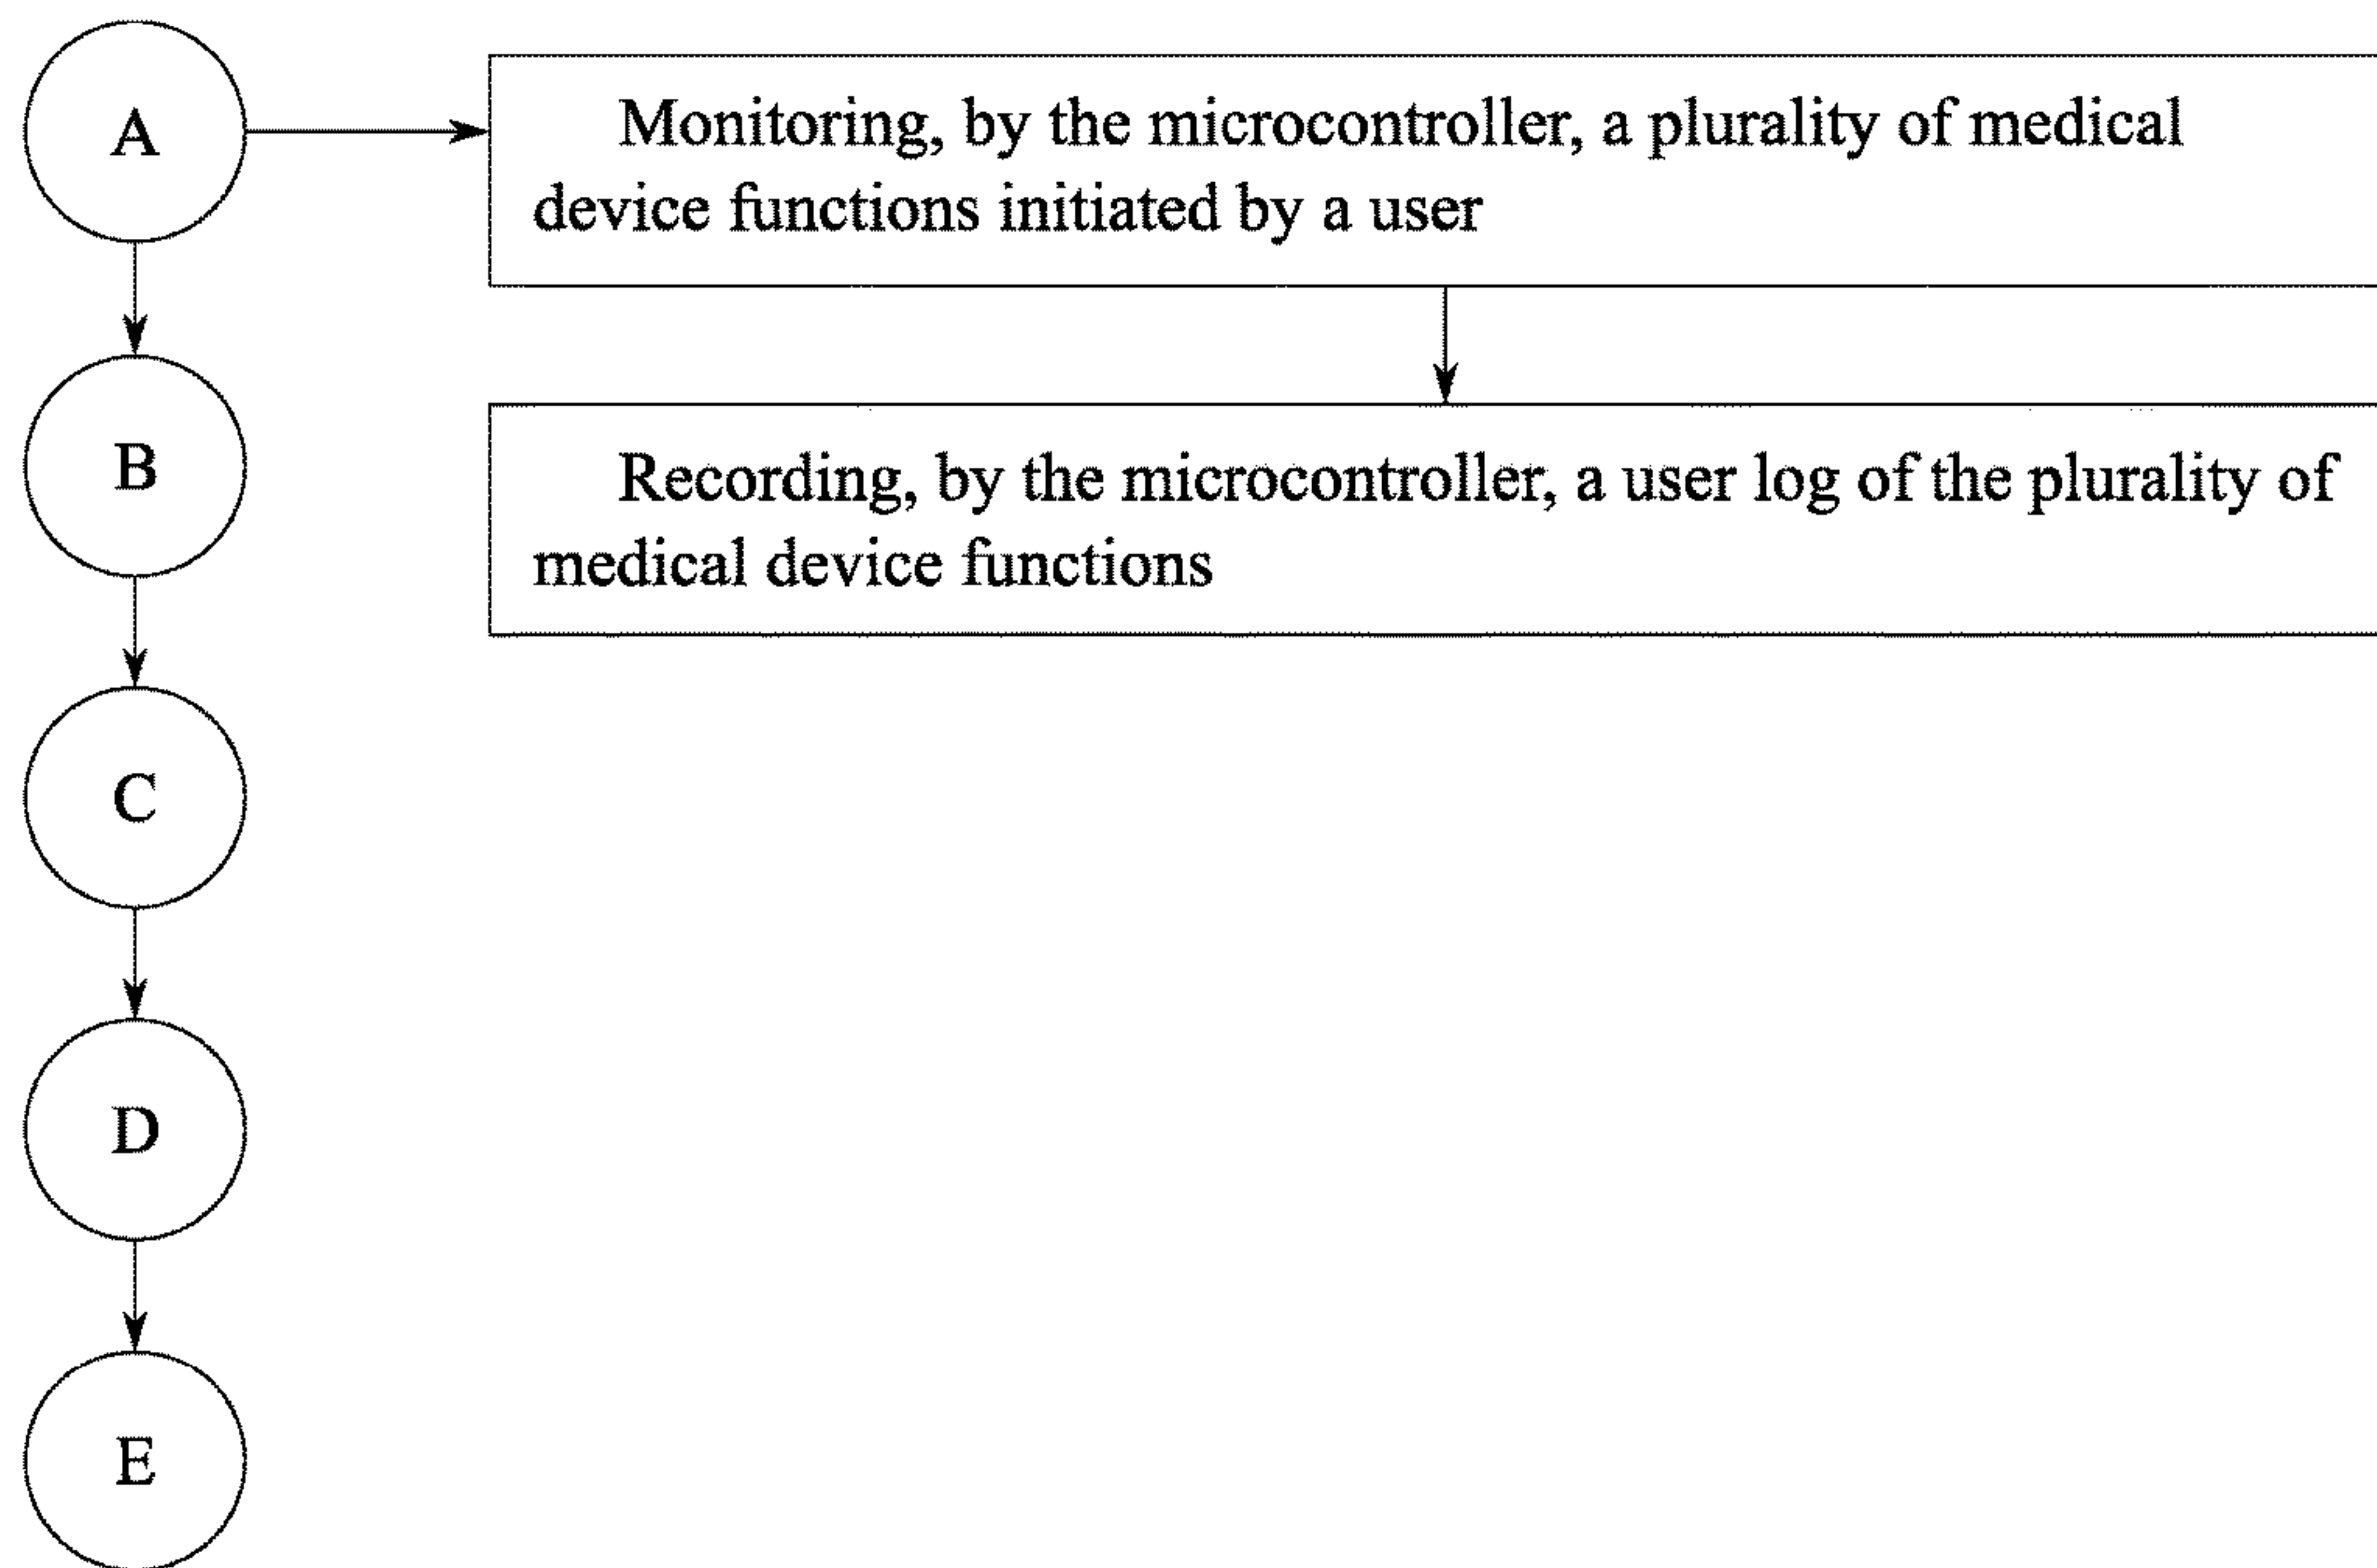 A
Monitoring, by the microcontroller, a plurality of medical
device functions initiated by a user
B
Recording, by the microcontroller, a user log of the plurality of
medical device functions
C
D
E